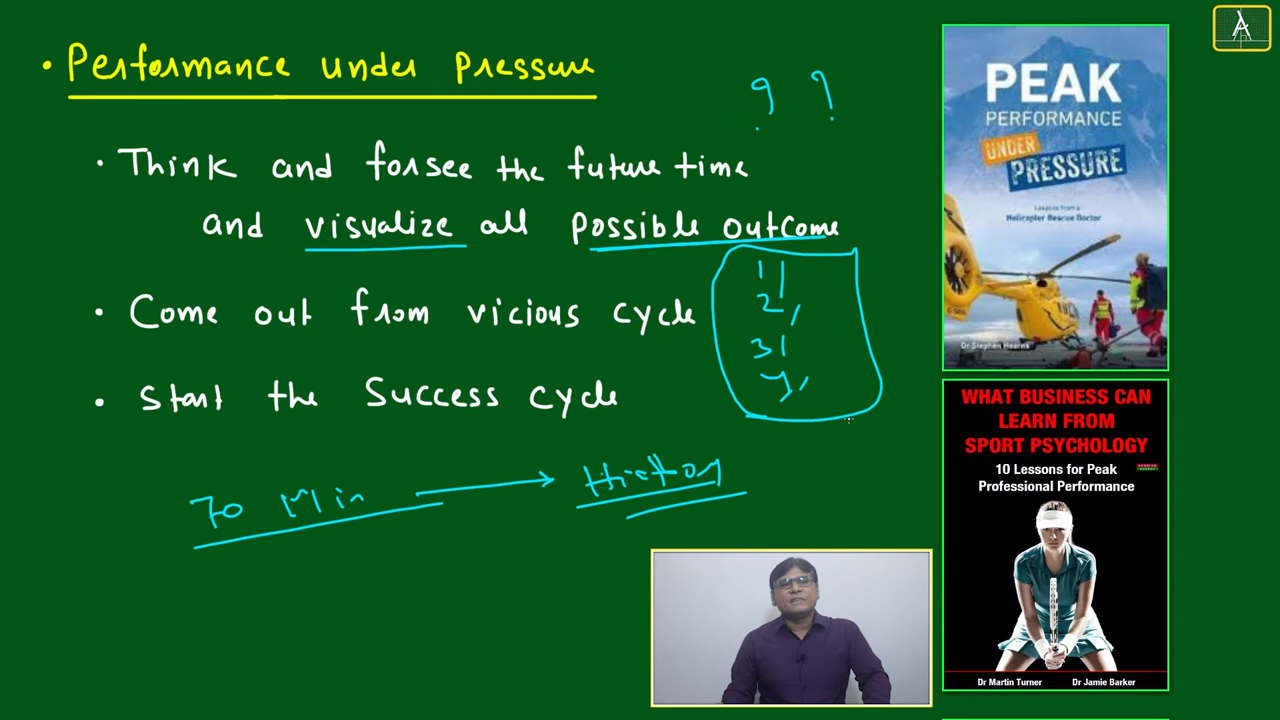 • Performance under pressure
? ?
• Think and forsee the future time
and visualize all possible outcome
• Come out from vicious cycle
• Start the Success cycle
1,
2,
3,
4,
70 Min → History
PEAK
PERFORMANCE
UNDER
PRESSURE
Lessons from a
Helicopter Rescue Doctor
Dr Stephen Hearns
WHAT BUSINESS CAN
LEARN FROM
SPORT PSYCHOLOGY
10 Lessons for Peak
Professional Performance
Dr Martin Turner Dr Jamie Barker